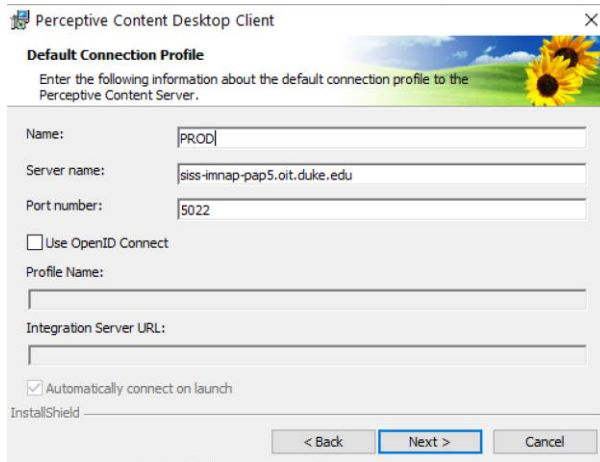 Perceptive Content Desktop Client
Default Connection Profile
Enter the following information about the default connection profile to the
Perceptive Content Server.
Name:
PROD
Server name:
siss-imnap-pap5.oit.duke.edu
Port number:
5022
Use OpenID Connect
Profile Name:
Integration Server URL:
Automatically connect on launch
InstallShield
< Back
Next >
Cancel